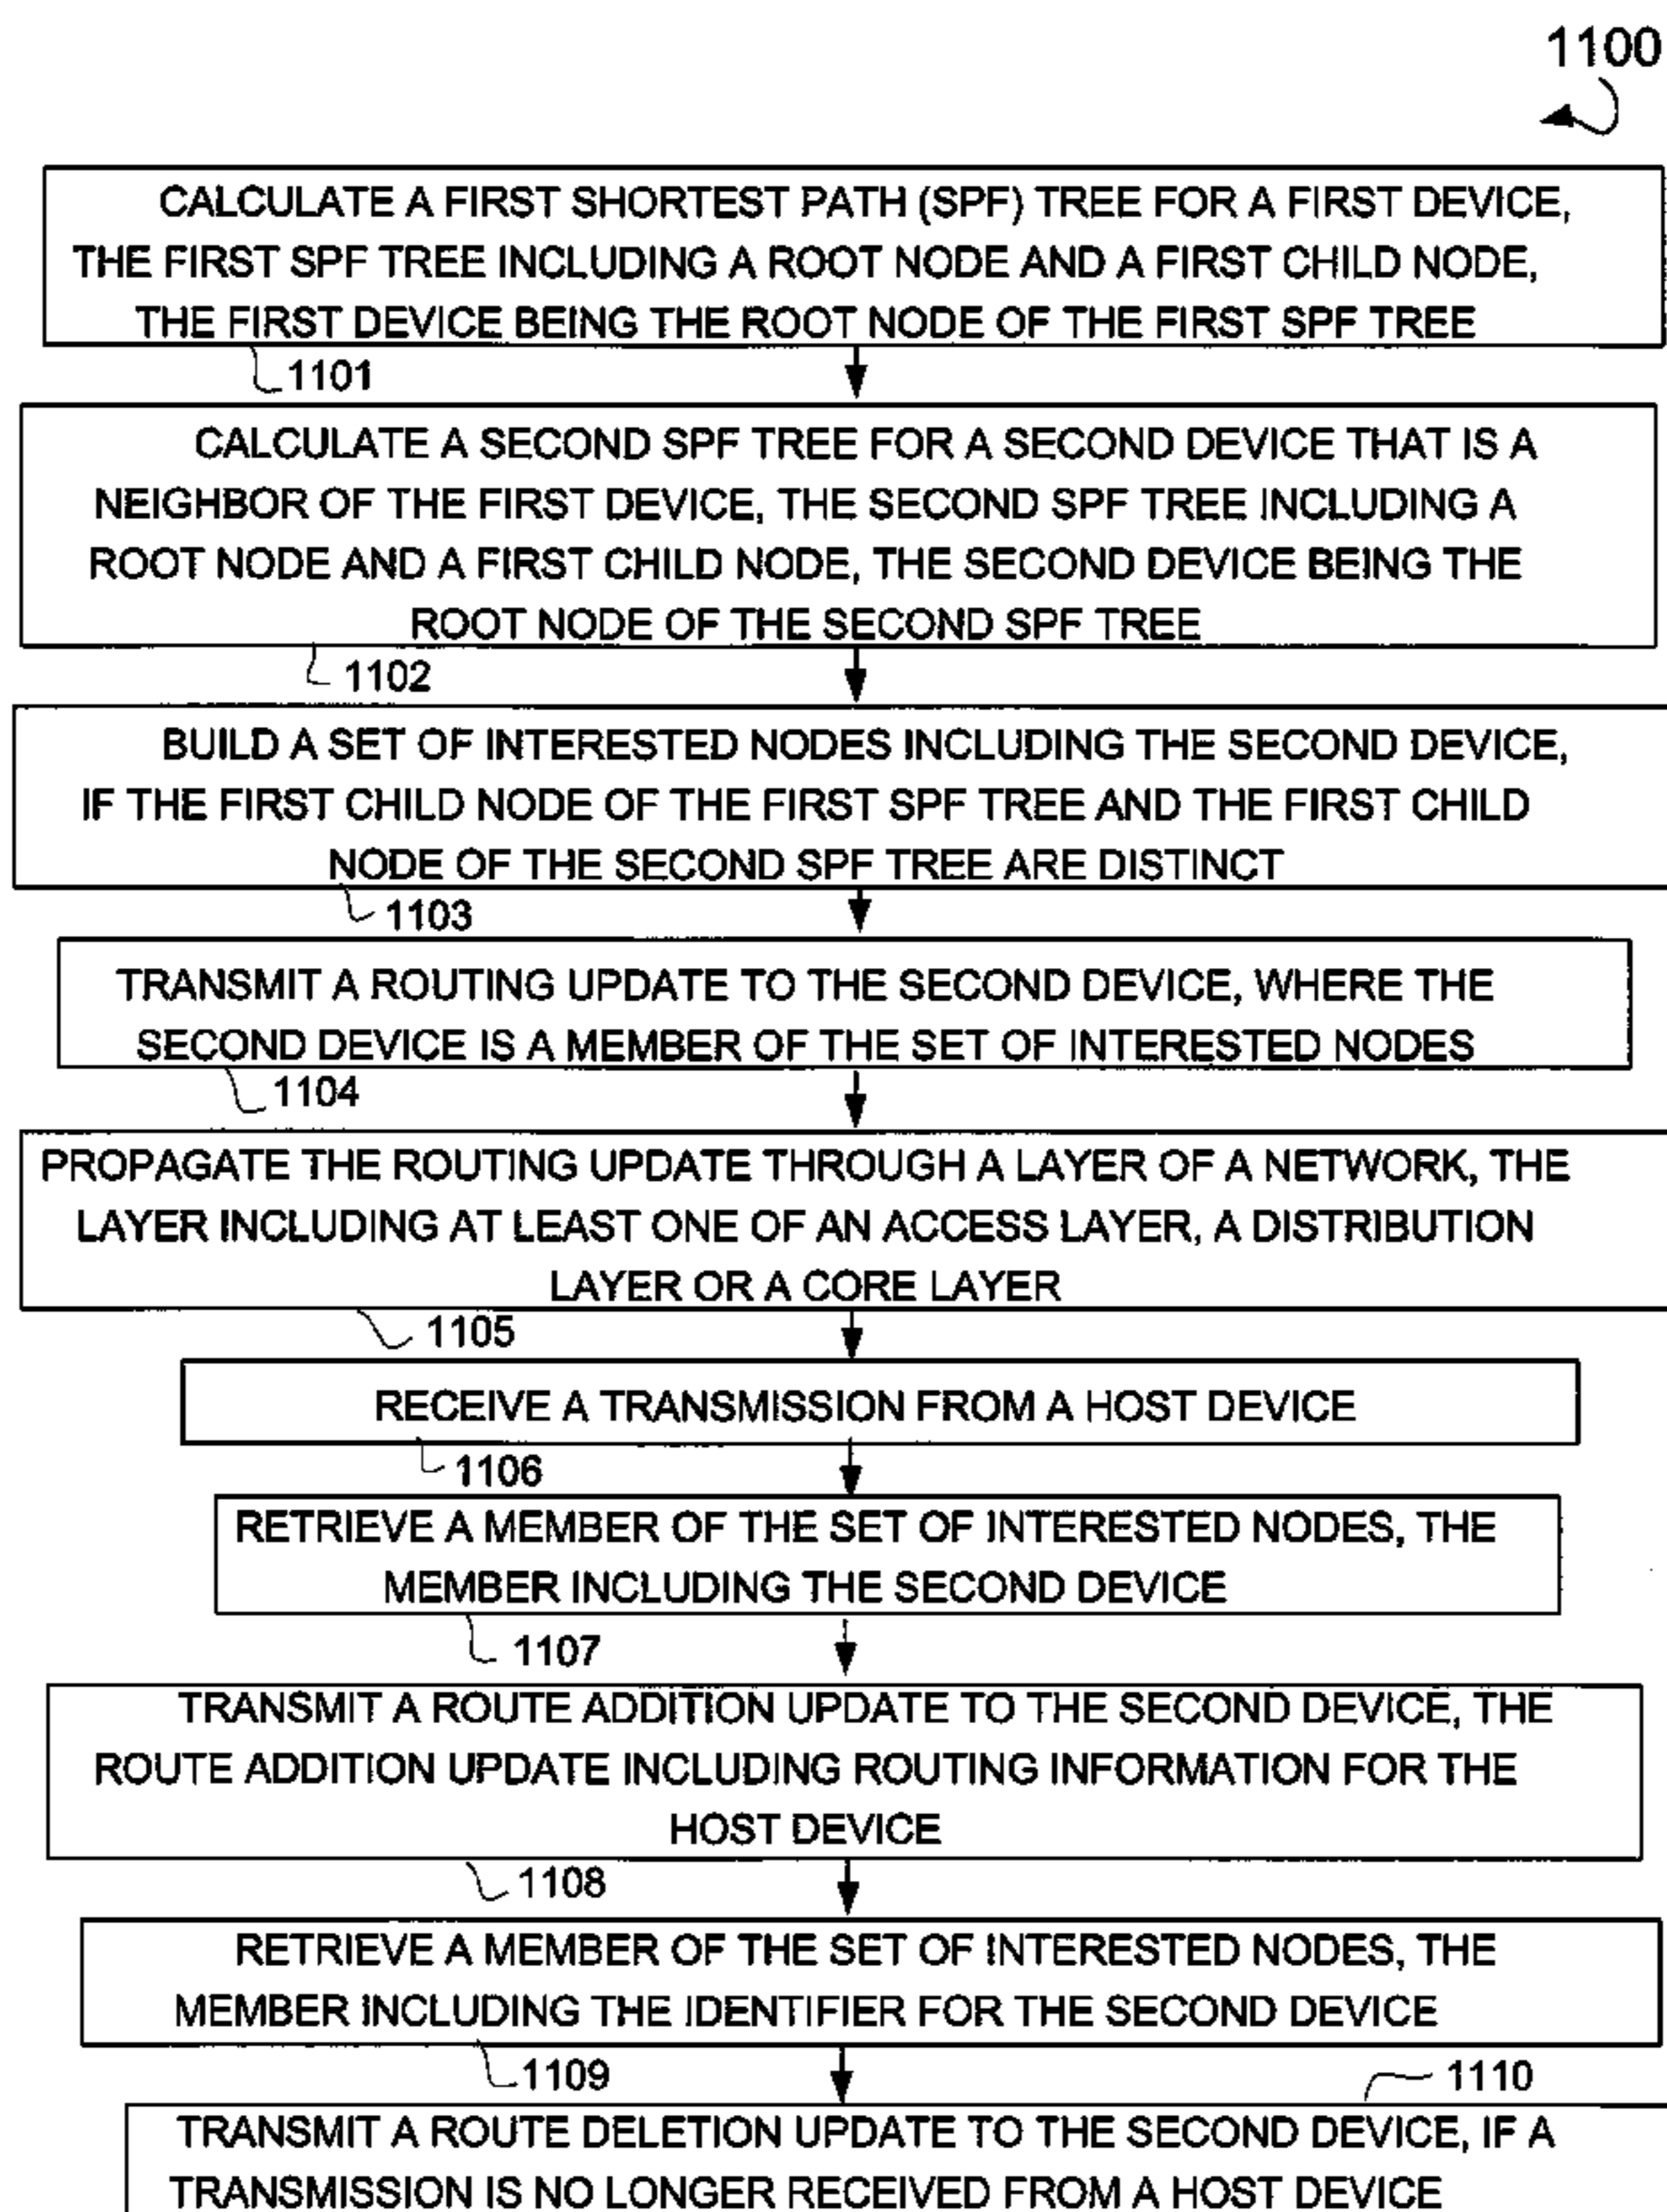 1100
CALCULATE A FIRST SHORTEST PATH (SPF) TREE FOR A FIRST DEVICE,
THE FIRST SPF TREE INCLUDING A ROOT NODE AND A FIRST CHILD NODE,
THE FIRST DEVICE BEING THE ROOT NODE OF THE FIRST SPF TREE
1101
CALCULATE A SECOND SPF TREE FOR A SECOND DEVICE THAT IS A
NEIGHBOR OF THE FIRST DEVICE, THE SECOND SPF TREE INCLUDING A
ROOT NODE AND A FIRST CHILD NODE, THE SECOND DEVICE BEING THE
ROOT NODE OF THE SECOND SPF TREE
1102
BUILD A SET OF INTERESTED NODES INCLUDING THE SECOND DEVICE,
IF THE FIRST CHILD NODE OF THE FIRST SPF TREE AND THE FIRST CHILD
NODE OF THE SECOND SPF TREE ARE DISTINCT
1103
TRANSMIT A ROUTING UPDATE TO THE SECOND DEVICE, WHERE THE
SECOND DEVICE IS A MEMBER OF THE SET OF INTERESTED NODES
1104
PROPAGATE THE ROUTING UPDATE THROUGH A LAYER OF A NETWORK, THE
LAYER INCLUDING AT LEAST ONE OF AN ACCESS LAYER, A DISTRIBUTION
LAYER OR A CORE LAYER
1105
RECEIVE A TRANSMISSION FROM A HOST DEVICE
1106
RETRIEVE A MEMBER OF THE SET OF INTERESTED NODES, THE
MEMBER INCLUDING THE SECOND DEVICE
1107
TRANSMIT A ROUTE ADDITION UPDATE TO THE SECOND DEVICE, THE
ROUTE ADDITION UPDATE INCLUDING ROUTING INFORMATION FOR THE
HOST DEVICE
1108
RETRIEVE A MEMBER OF THE SET OF INTERESTED NODES, THE
MEMBER INCLUDING THE IDENTIFIER FOR THE SECOND DEVICE
1109
1110
TRANSMIT A ROUTE DELETION UPDATE TO THE SECOND DEVICE, IF A
TRANSMISSION IS NO LONGER RECEIVED FROM A HOST DEVICE